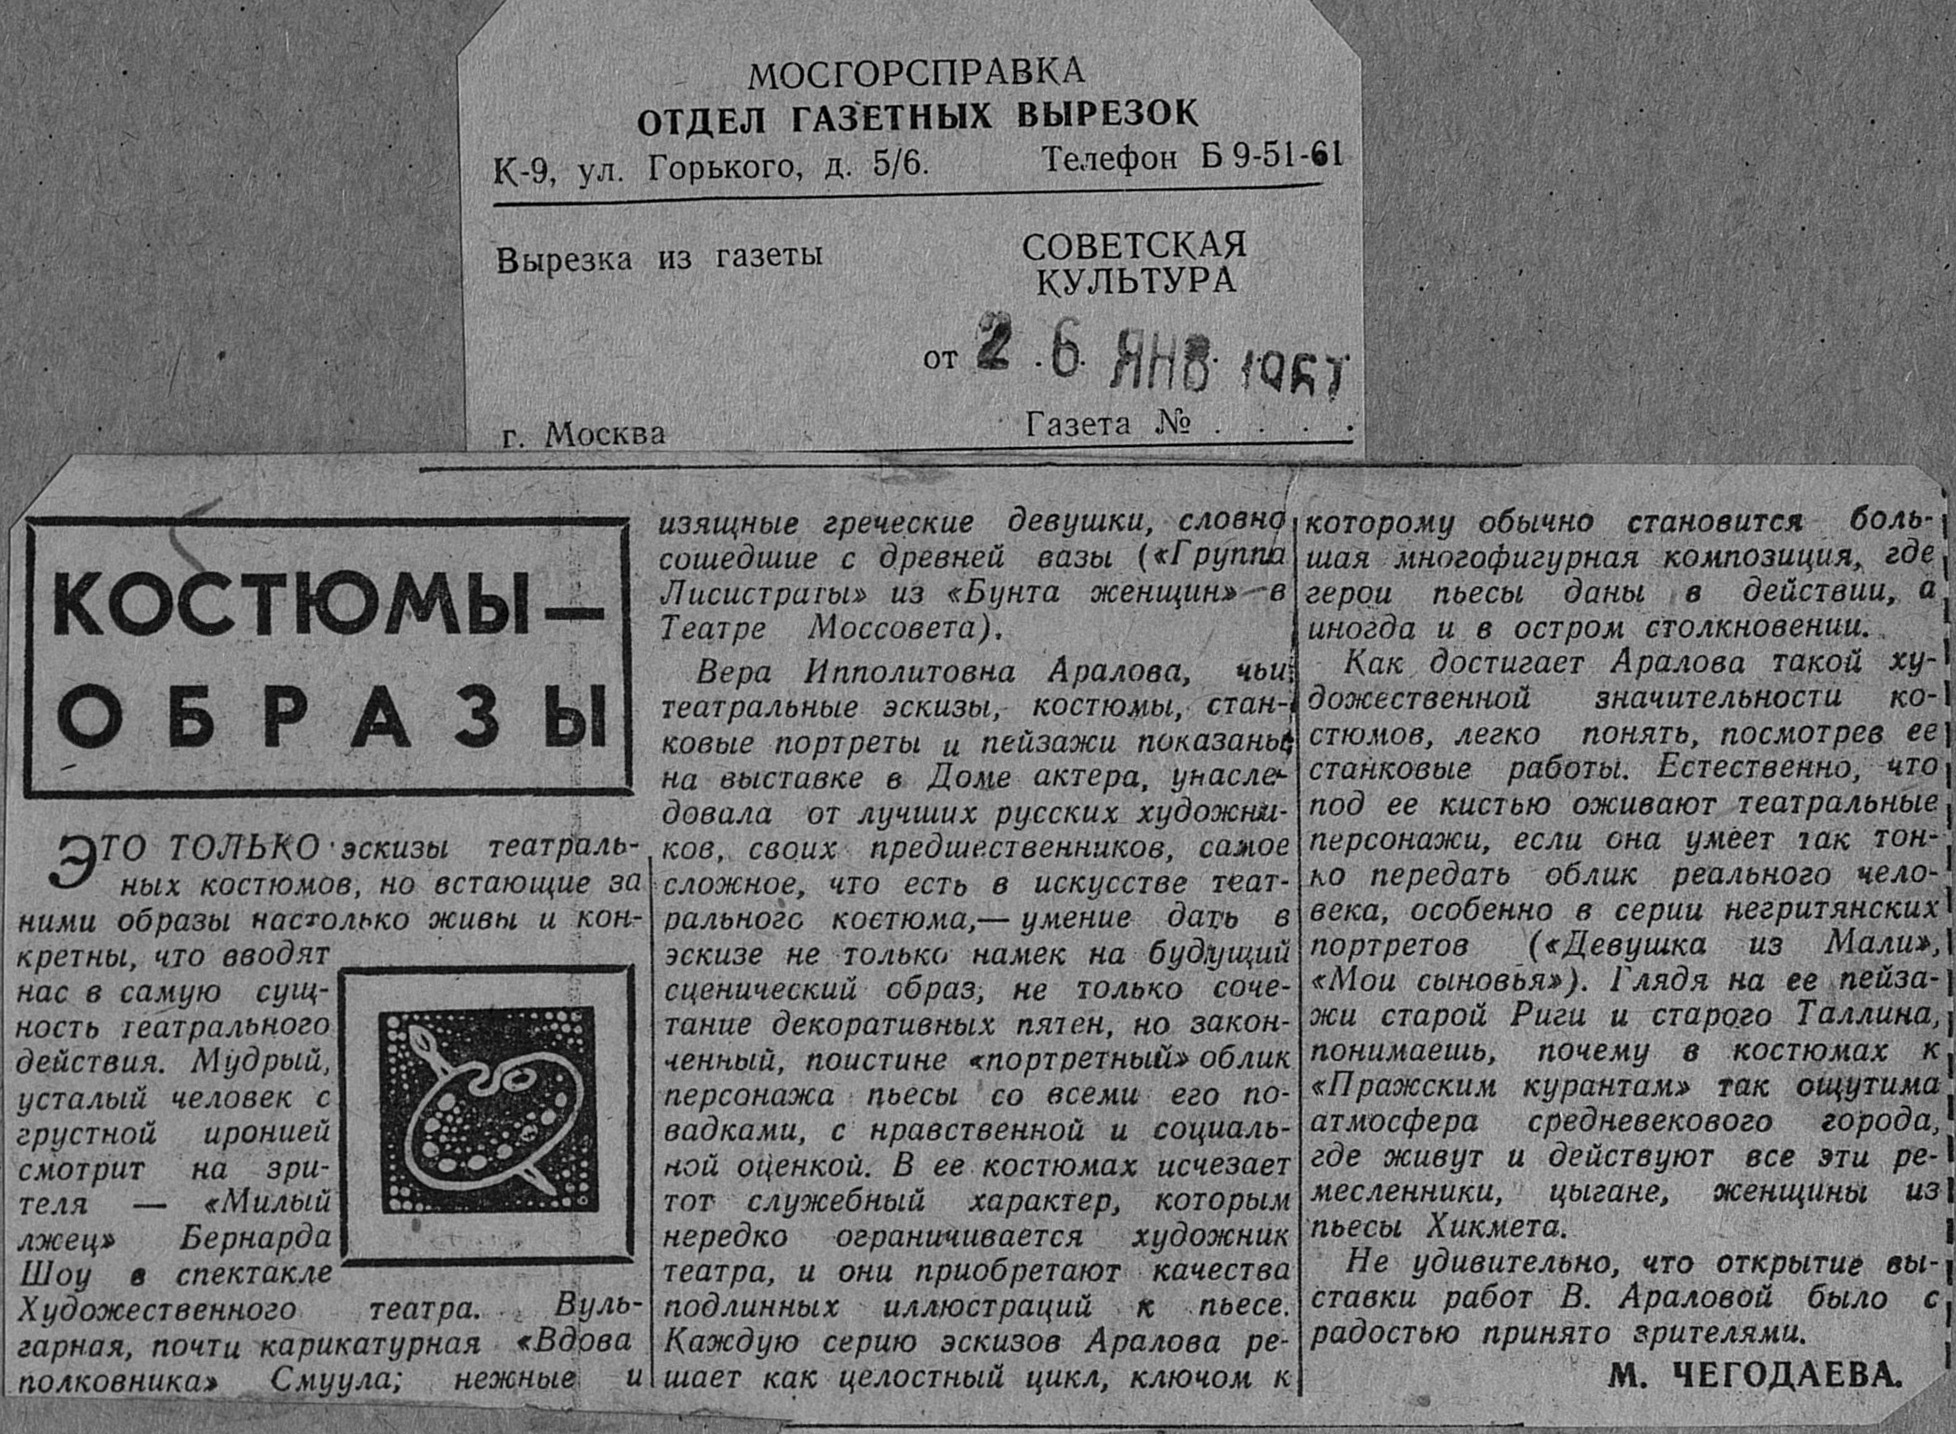 МОСГОРСПРАВКА
ОТДЕЛ ГАЗЕТНЫХ ВЫРЕЗОК
К-9, ул. Горького, д. 5/6. Телефон Б 9-51-61
Вырезка из газеты
СОВЕТСКАЯ
КУЛЬТУРА
от 26 ЯНВ 1967
г. Москва
Газета № . . . .
КОСТЮМЫ —
ОБРАЗЫ
ЭТО ТОЛЬКО эскизы театраль-
ных костюмов, но встающие за
ними образы настолько живы и кон-
кретны, что вводят
нас в самую сущ-
ность театрального
действия. Мудрый,
усталый человек с
грустной иронией
смотрит на зри-
теля — «Милый
лжец» Бернарда
Шоу в спектакле
Художественного театра. Вуль-
гарная, почти карикатурная «Вдова
полковника» Смуула; нежные и
изящные греческие девушки, словно
сошедшие с древней вазы («Группа
Лисистраты» из «Бунта женщин» в
Театре Моссовета).
Вера Ипполитовна Аралова, чьи
театральные эскизы, костюмы, стан-
ковые портреты и пейзажи показаны
на выставке в Доме актера, унасле-
довала от лучших русских художни-
ков, своих предшественников, самое
сложное, что есть в искусстве теат-
рального костюма,— умение дать в
эскизе не только намек на будущий
сценический образ, не только соче-
тание декоративных пятен, но закон-
ченный, поистине «портретный» облик
персонажа пьесы со всеми его по-
вадками, с нравственной и социаль-
ной оценкой. В ее костюмах исчезает
тот служебный характер, которым
нередко ограничивается художник
театра, и они приобретают качества
подлинных иллюстраций к пьесе.
Каждую серию эскизов Аралова ре-
шает как целостный цикл, ключом к
которому обычно становится боль-
шая многофигурная композиция, где
герои пьесы даны в действии, а
иногда и в остром столкновении.
Как достигает Аралова такой ху-
дожественной значительности ко-
стюмов, легко понять, посмотрев ее
станковые работы. Естественно, что
под ее кистью оживают театральные
персонажи, если она умеет так тон-
ко передать облик реального чело-
века, особенно в серии негритянских
портретов («Девушка из Мали»,
«Мои сыновья»). Глядя на ее пейза-
жи старой Риги и старого Таллина,
понимаешь, почему в костюмах к
«Пражским курантам» так ощутима
атмосфера средневекового города,
где живут и действуют все эти ре-
месленники, цыгане, женщины из
пьесы Хикмета.
Не удивительно, что открытие вы-
ставки работ В. Араловой было с
радостью принято зрителями.
М. ЧЕГОДАЕВА.